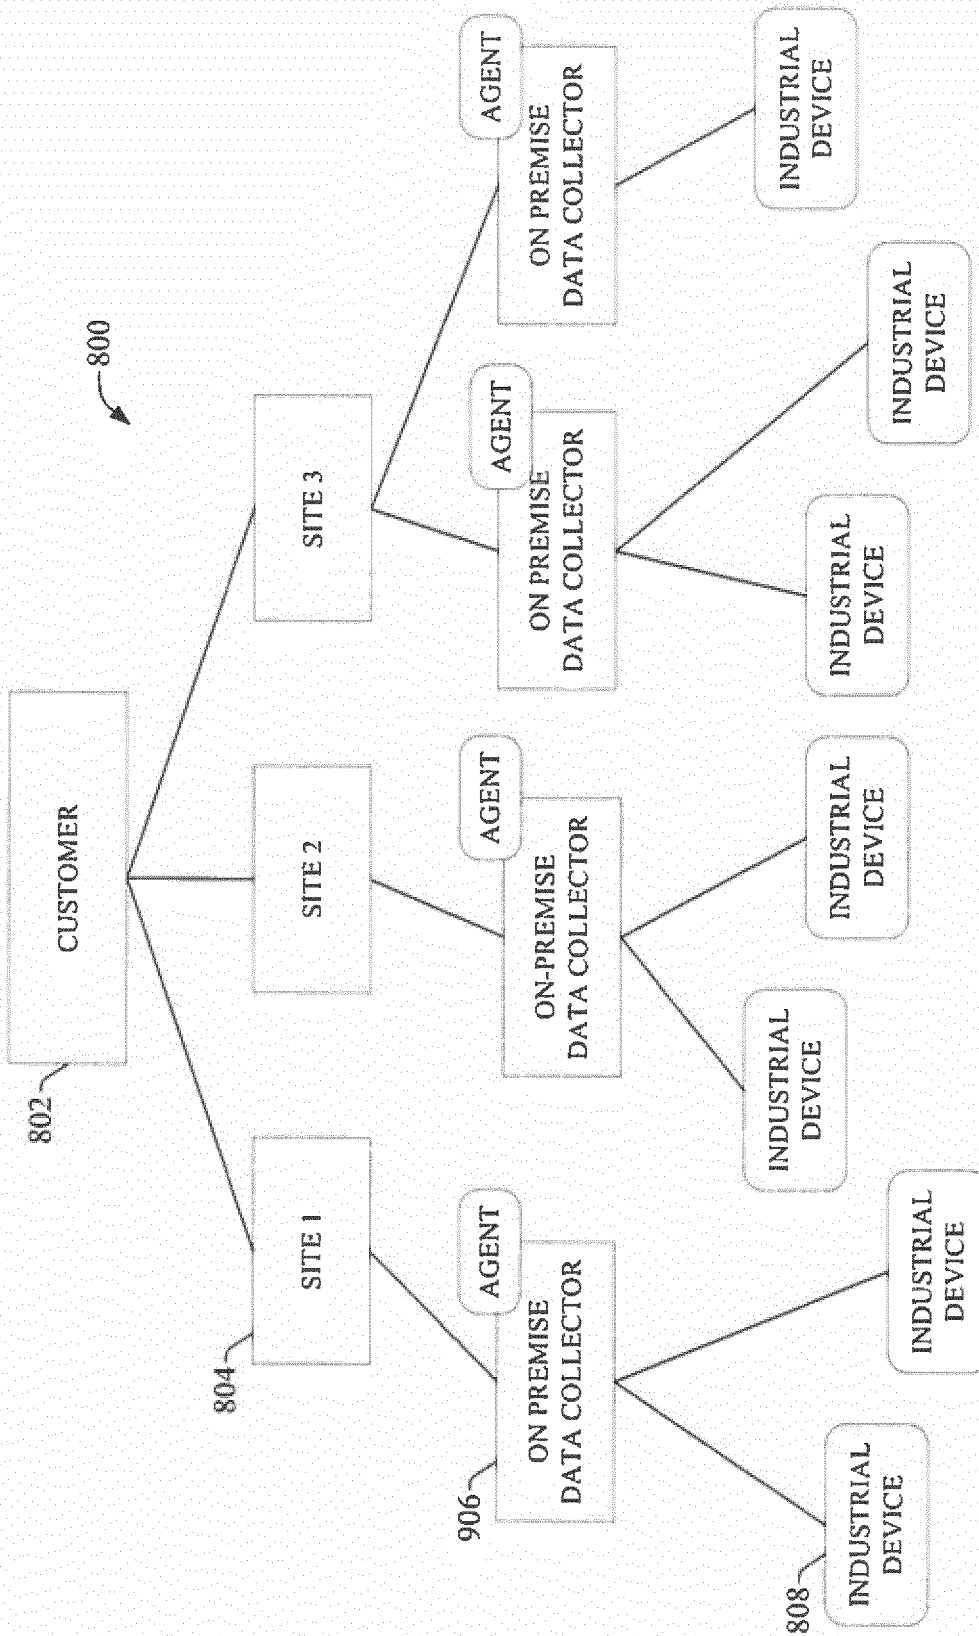 800
802
CUSTOMER
804
SITE 1
SITE 2
SITE 3
906
AGENT
ON PREMISE
DATA COLLECTOR
AGENT
ON-PREMISE
DATA COLLECTOR
AGENT
ON PREMISE
DATA COLLECTOR
AGENT
ON PREMISE
DATA COLLECTOR
808
INDUSTRIAL
DEVICE
INDUSTRIAL
DEVICE
INDUSTRIAL
DEVICE
INDUSTRIAL
DEVICE
INDUSTRIAL
DEVICE
INDUSTRIAL
DEVICE
INDUSTRIAL
DEVICE